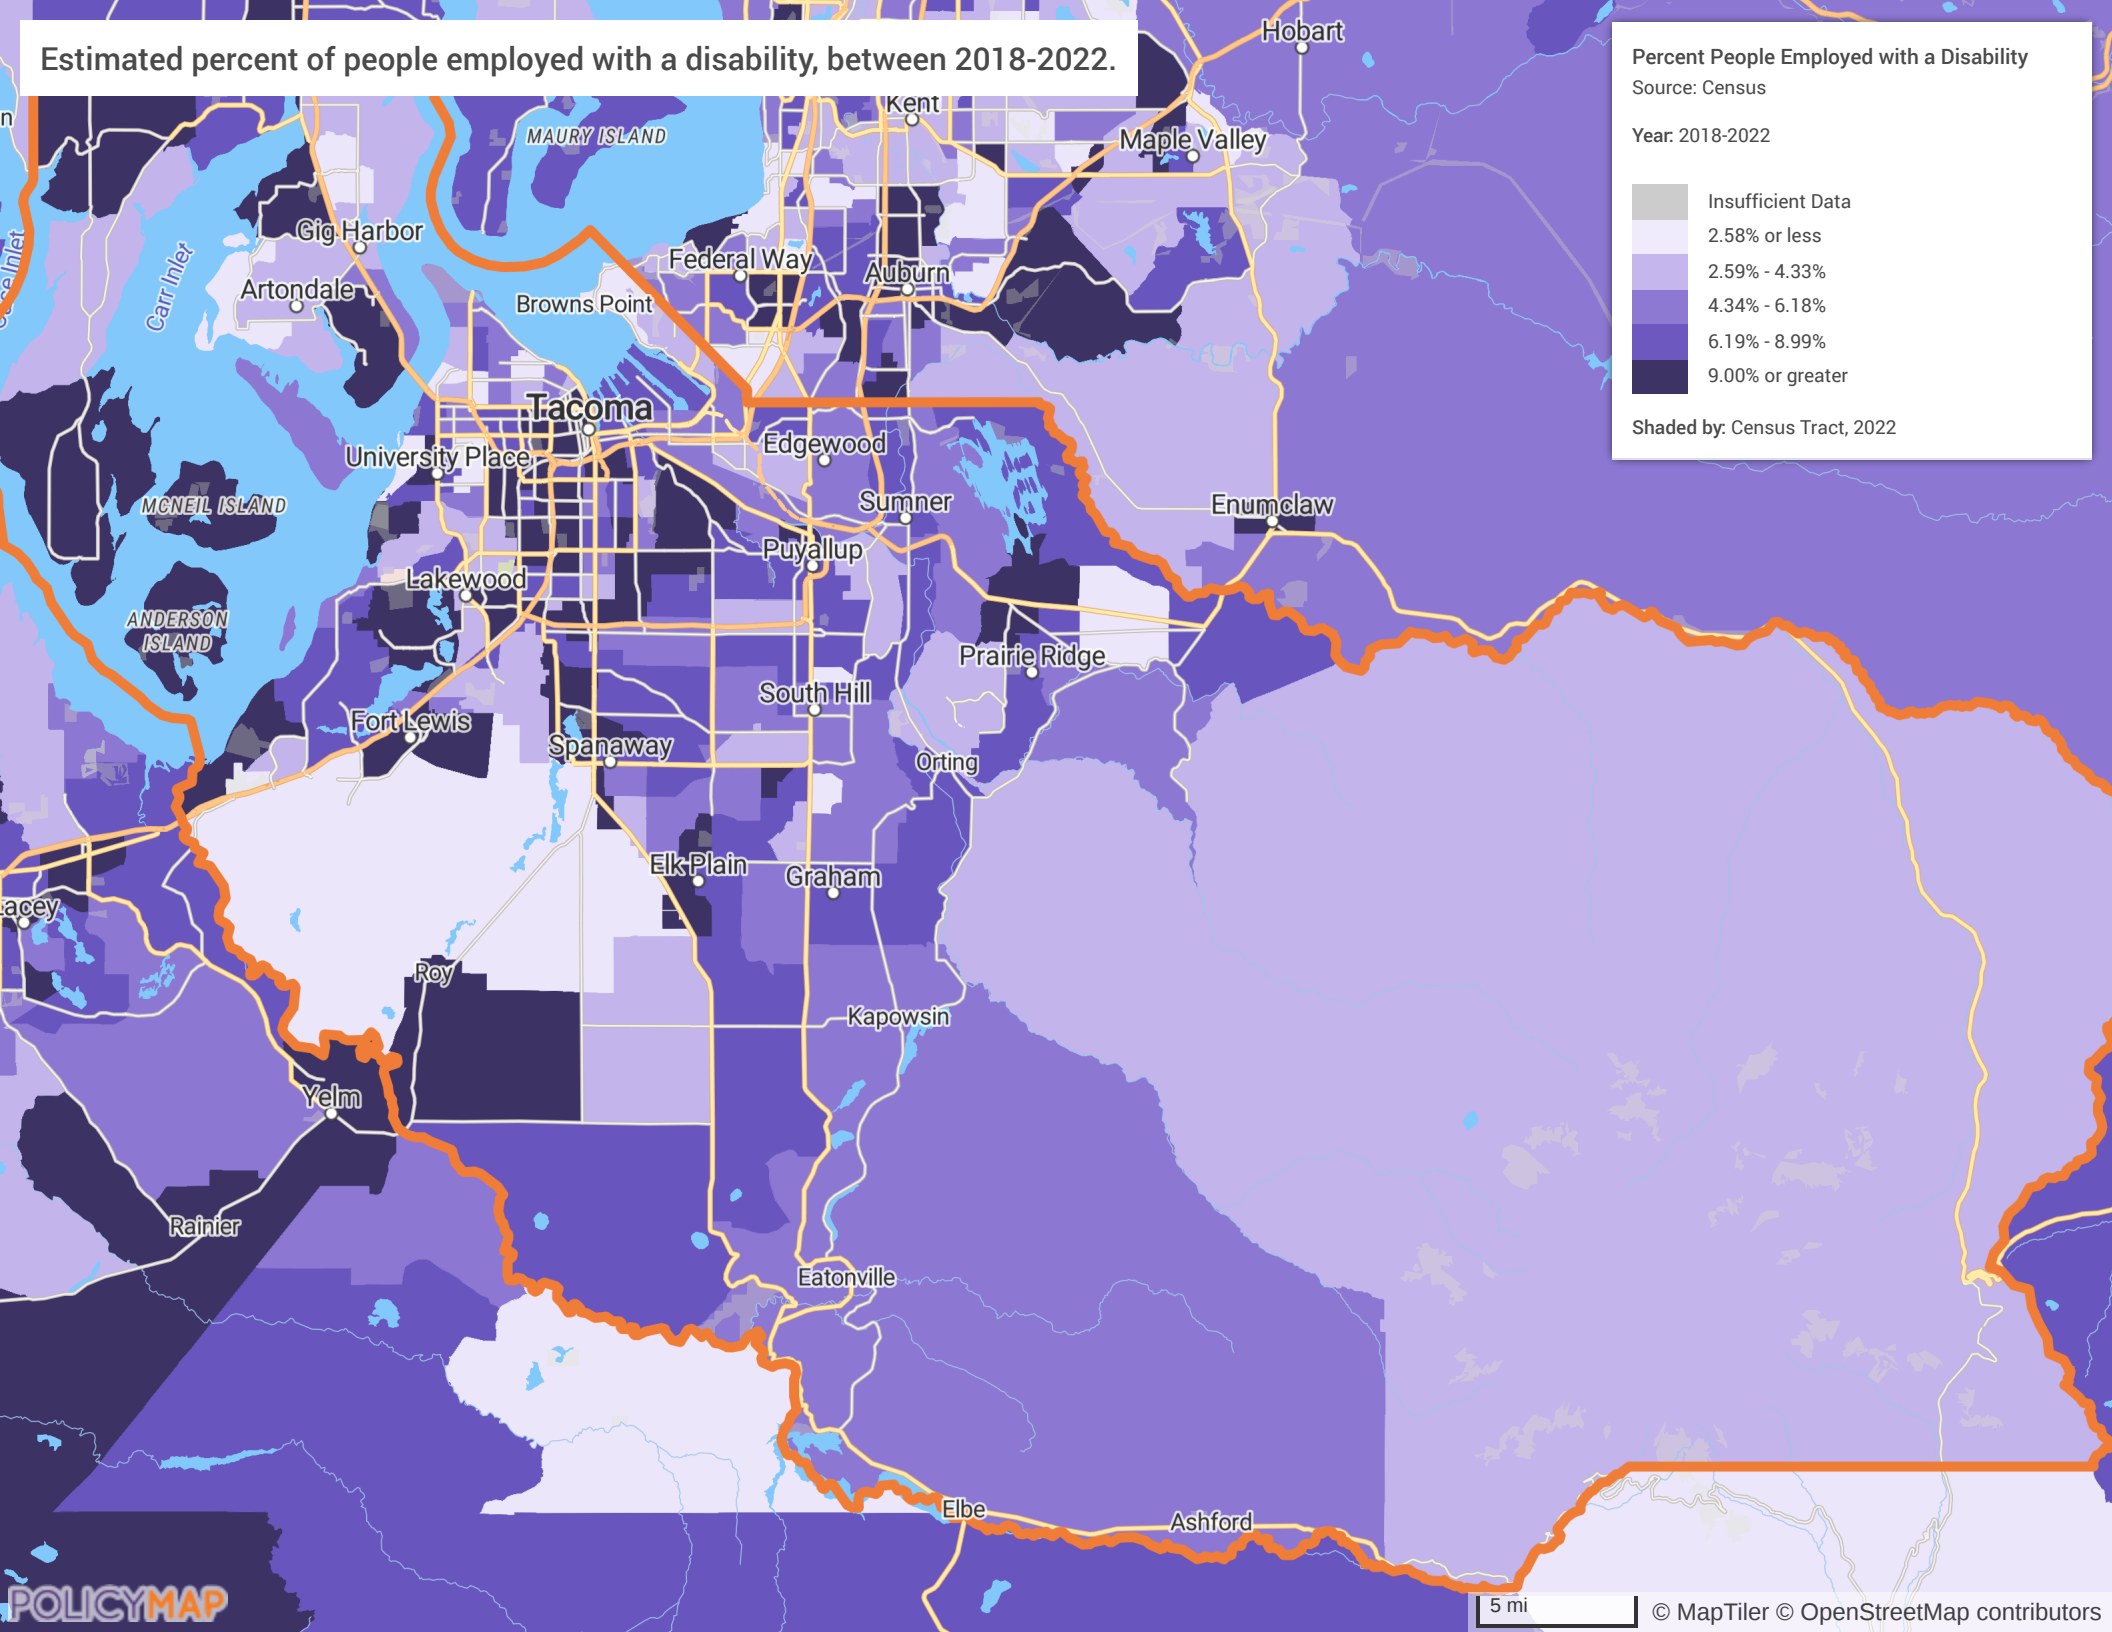 Estimated percent of people employed with a disability, between 2018-2022.
Percent People Employed with a Disability
Source: Census
Year: 2018-2022
Insufficient Data
2.58% or less
2.59% - 4.33%
4.34% - 6.18%
6.19% - 8.99%
9.00% or greater
Shaded by: Census Tract, 2022
Hobart
n
Kent
MAURY ISLAND
Maple Valley
Gig Harbor
Federal Way
Auburn
Carr Inlet
Artondale
Browns Point
Inlet
Tacoma
Edgewood
University Place
MCNEIL ISLAND
Sumner
Enumclaw
Puyallup
Lakewood
ANDERSON
ISLAND
Prairie Ridge
South Hill
Fort Lewis
Spanaway
Orting
Elk Plain
Graham
Lacey
Roy
Kapowsin
Yelm
Rainier
Eatonville
Elbe
Ashford
POLICYMAP
5 mi
© MapTiler © OpenStreetMap contributors